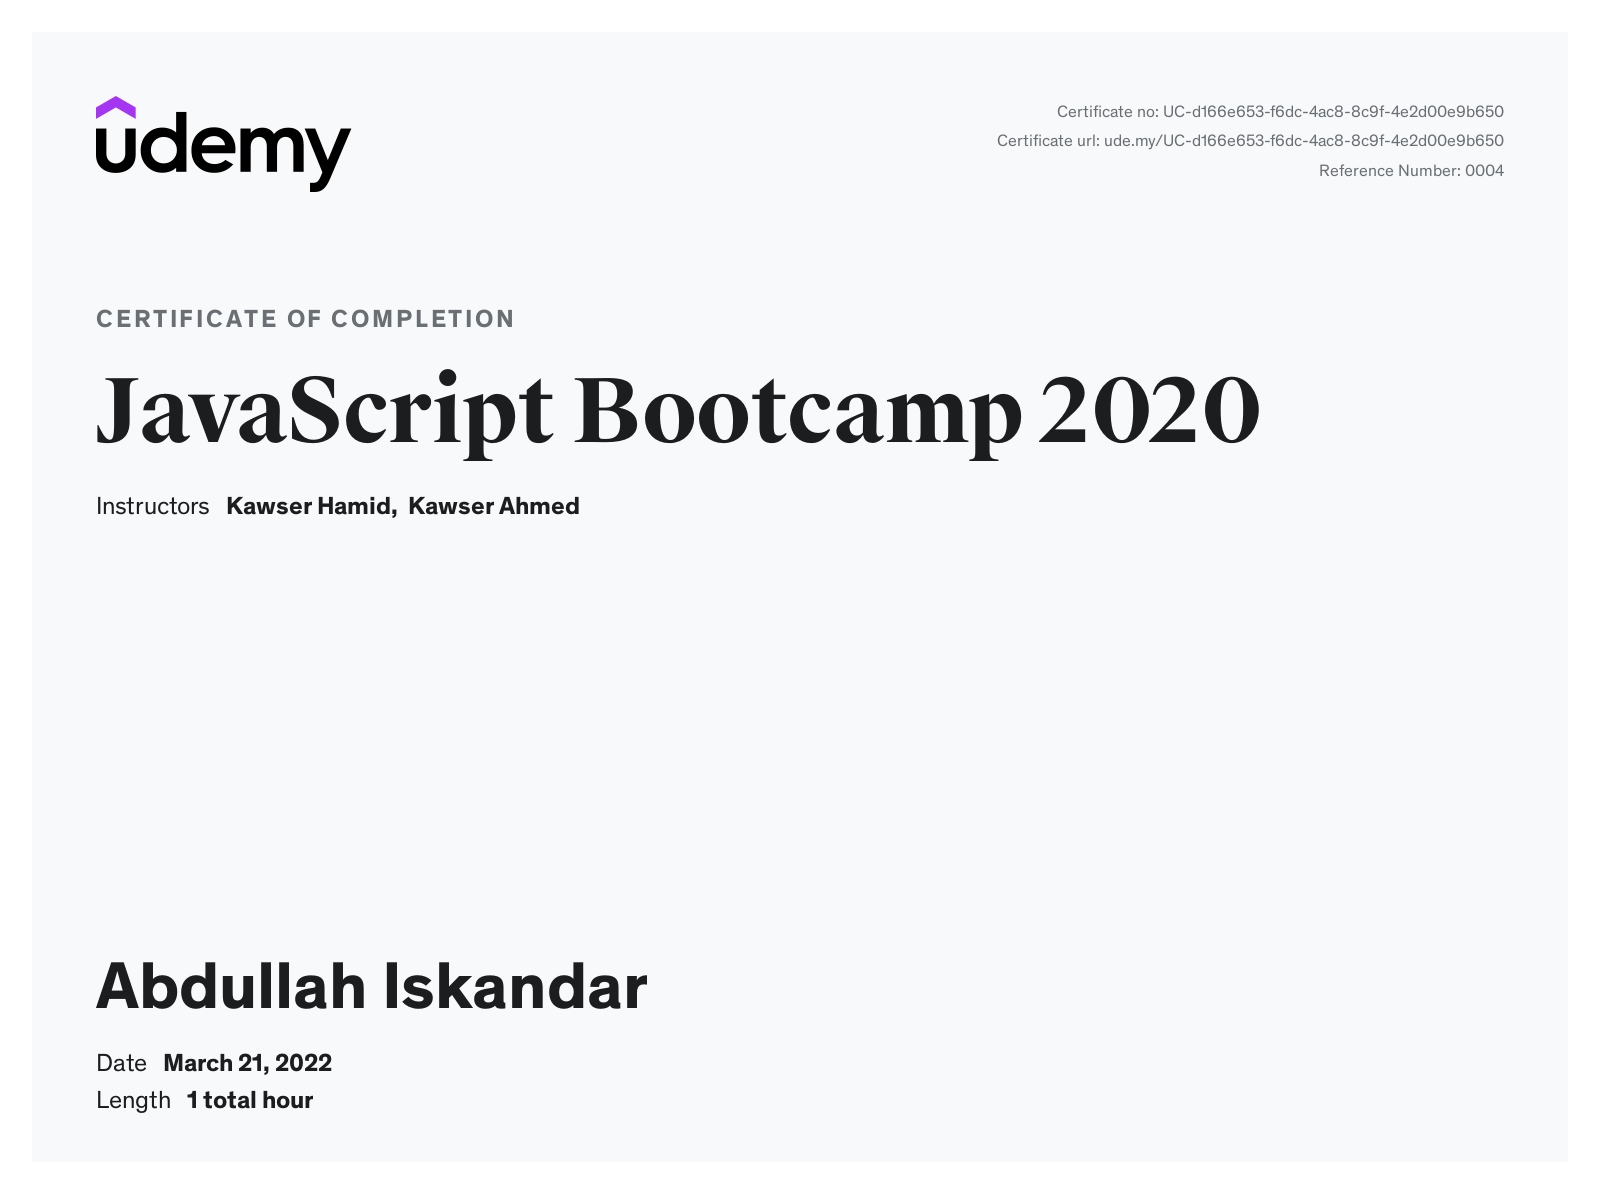 udemy
Certificate no: UC-d166e653-f6dc-4ac8-8c9f-4e2d00e9b650
Certificate url: ude.my/UC-d166e653-f6dc-4ac8-8c9f-4e2d00e9b650
Reference Number: 0004
CERTIFICATE OF COMPLETION
JavaScript Bootcamp 2020
Instructors Kawser Hamid, Kawser Ahmed
Abdullah Iskandar
Date March 21, 2022
Length 1 total hour